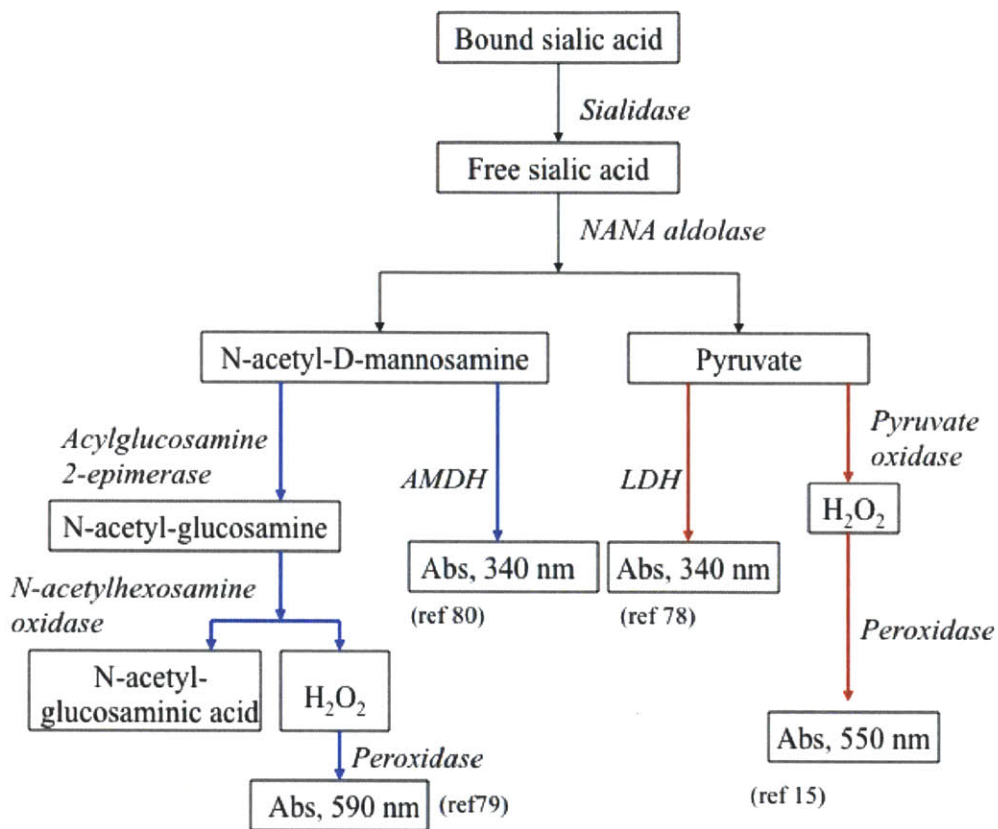 Bound sialic acid
Sialidase
Free sialic acid
NANA aldolase
N-acetyl-D-mannosamine
Pyruvate
Acylglucosamine
2-epimerase
AMDH
LDH
Pyruvate
oxidase
N-acetyl-glucosamine
H₂O₂
Abs, 340 nm
(ref 80)
Abs, 340 nm
(ref 78)
N-acetylhexosamine
oxidase
Peroxidase
N-acetyl-
glucosaminic acid
H₂O₂
Peroxidase
Abs, 550 nm
(ref 15)
Abs, 590 nm
(ref79)